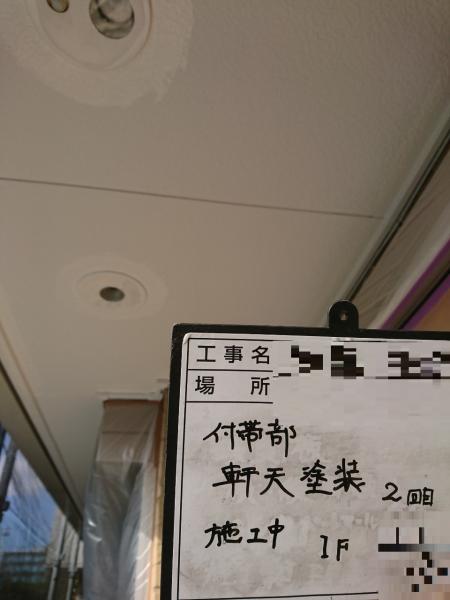 工事名
場所
付帯部
軒天塗装 2回目
施工中 1F